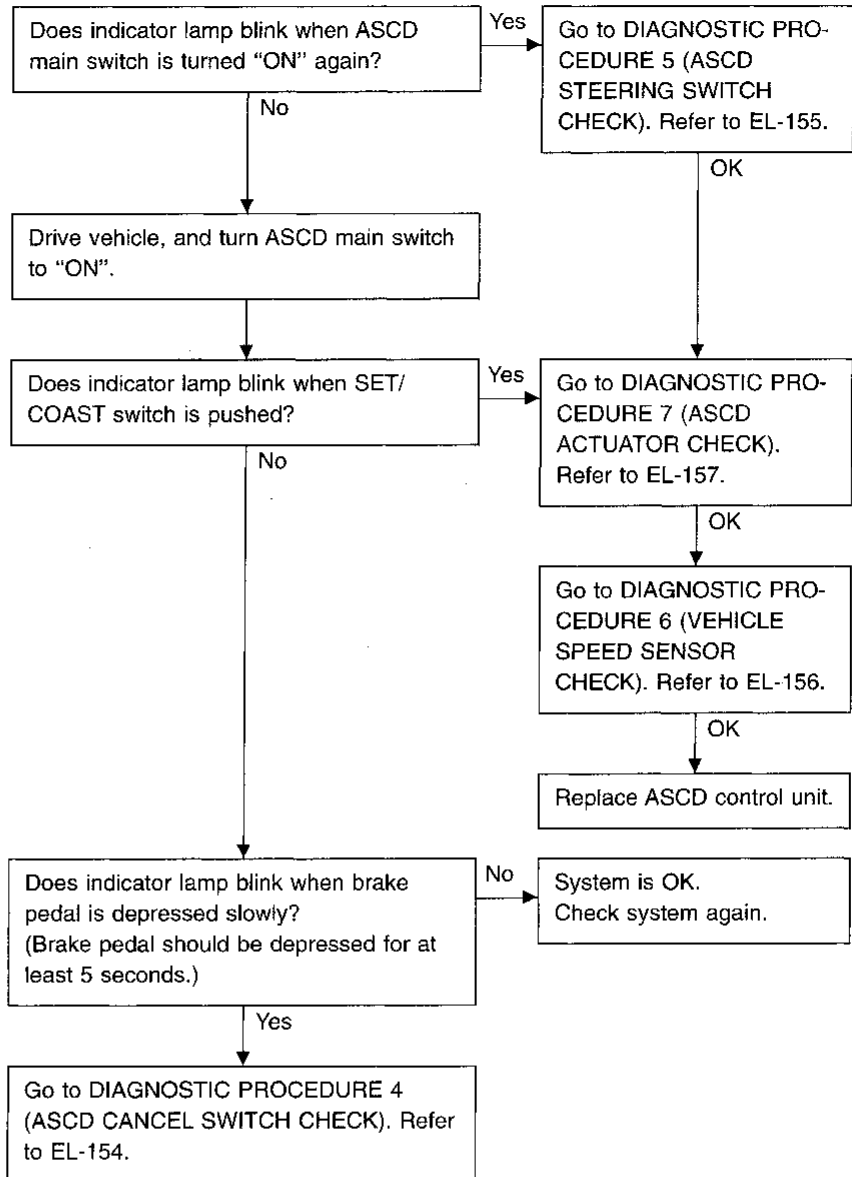 Does indicator lamp blink when ASCD
main switch is turned “ON” again?
Yes
Go to DIAGNOSTIC PRO-
CEDURE 5 (ASCD
STEERING SWITCH
CHECK). Refer to EL-155.
No
OK
Drive vehicle, and turn ASCD main switch
to “ON”.
Does indicator lamp blink when SET/
COAST switch is pushed?
Yes
Go to DIAGNOSTIC PRO-
CEDURE 7 (ASCD
ACTUATOR CHECK).
Refer to EL-157.
No
OK
Go to DIAGNOSTIC PRO-
CEDURE 6 (VEHICLE
SPEED SENSOR
CHECK). Refer to EL-156.
OK
Replace ASCD control unit.
Does indicator lamp blink when brake
pedal is depressed slowly?
(Brake pedal should be depressed for at
least 5 seconds.)
No
System is OK.
Check system again.
Yes
Go to DIAGNOSTIC PROCEDURE 4
(ASCD CANCEL SWITCH CHECK). Refer
to EL-154.